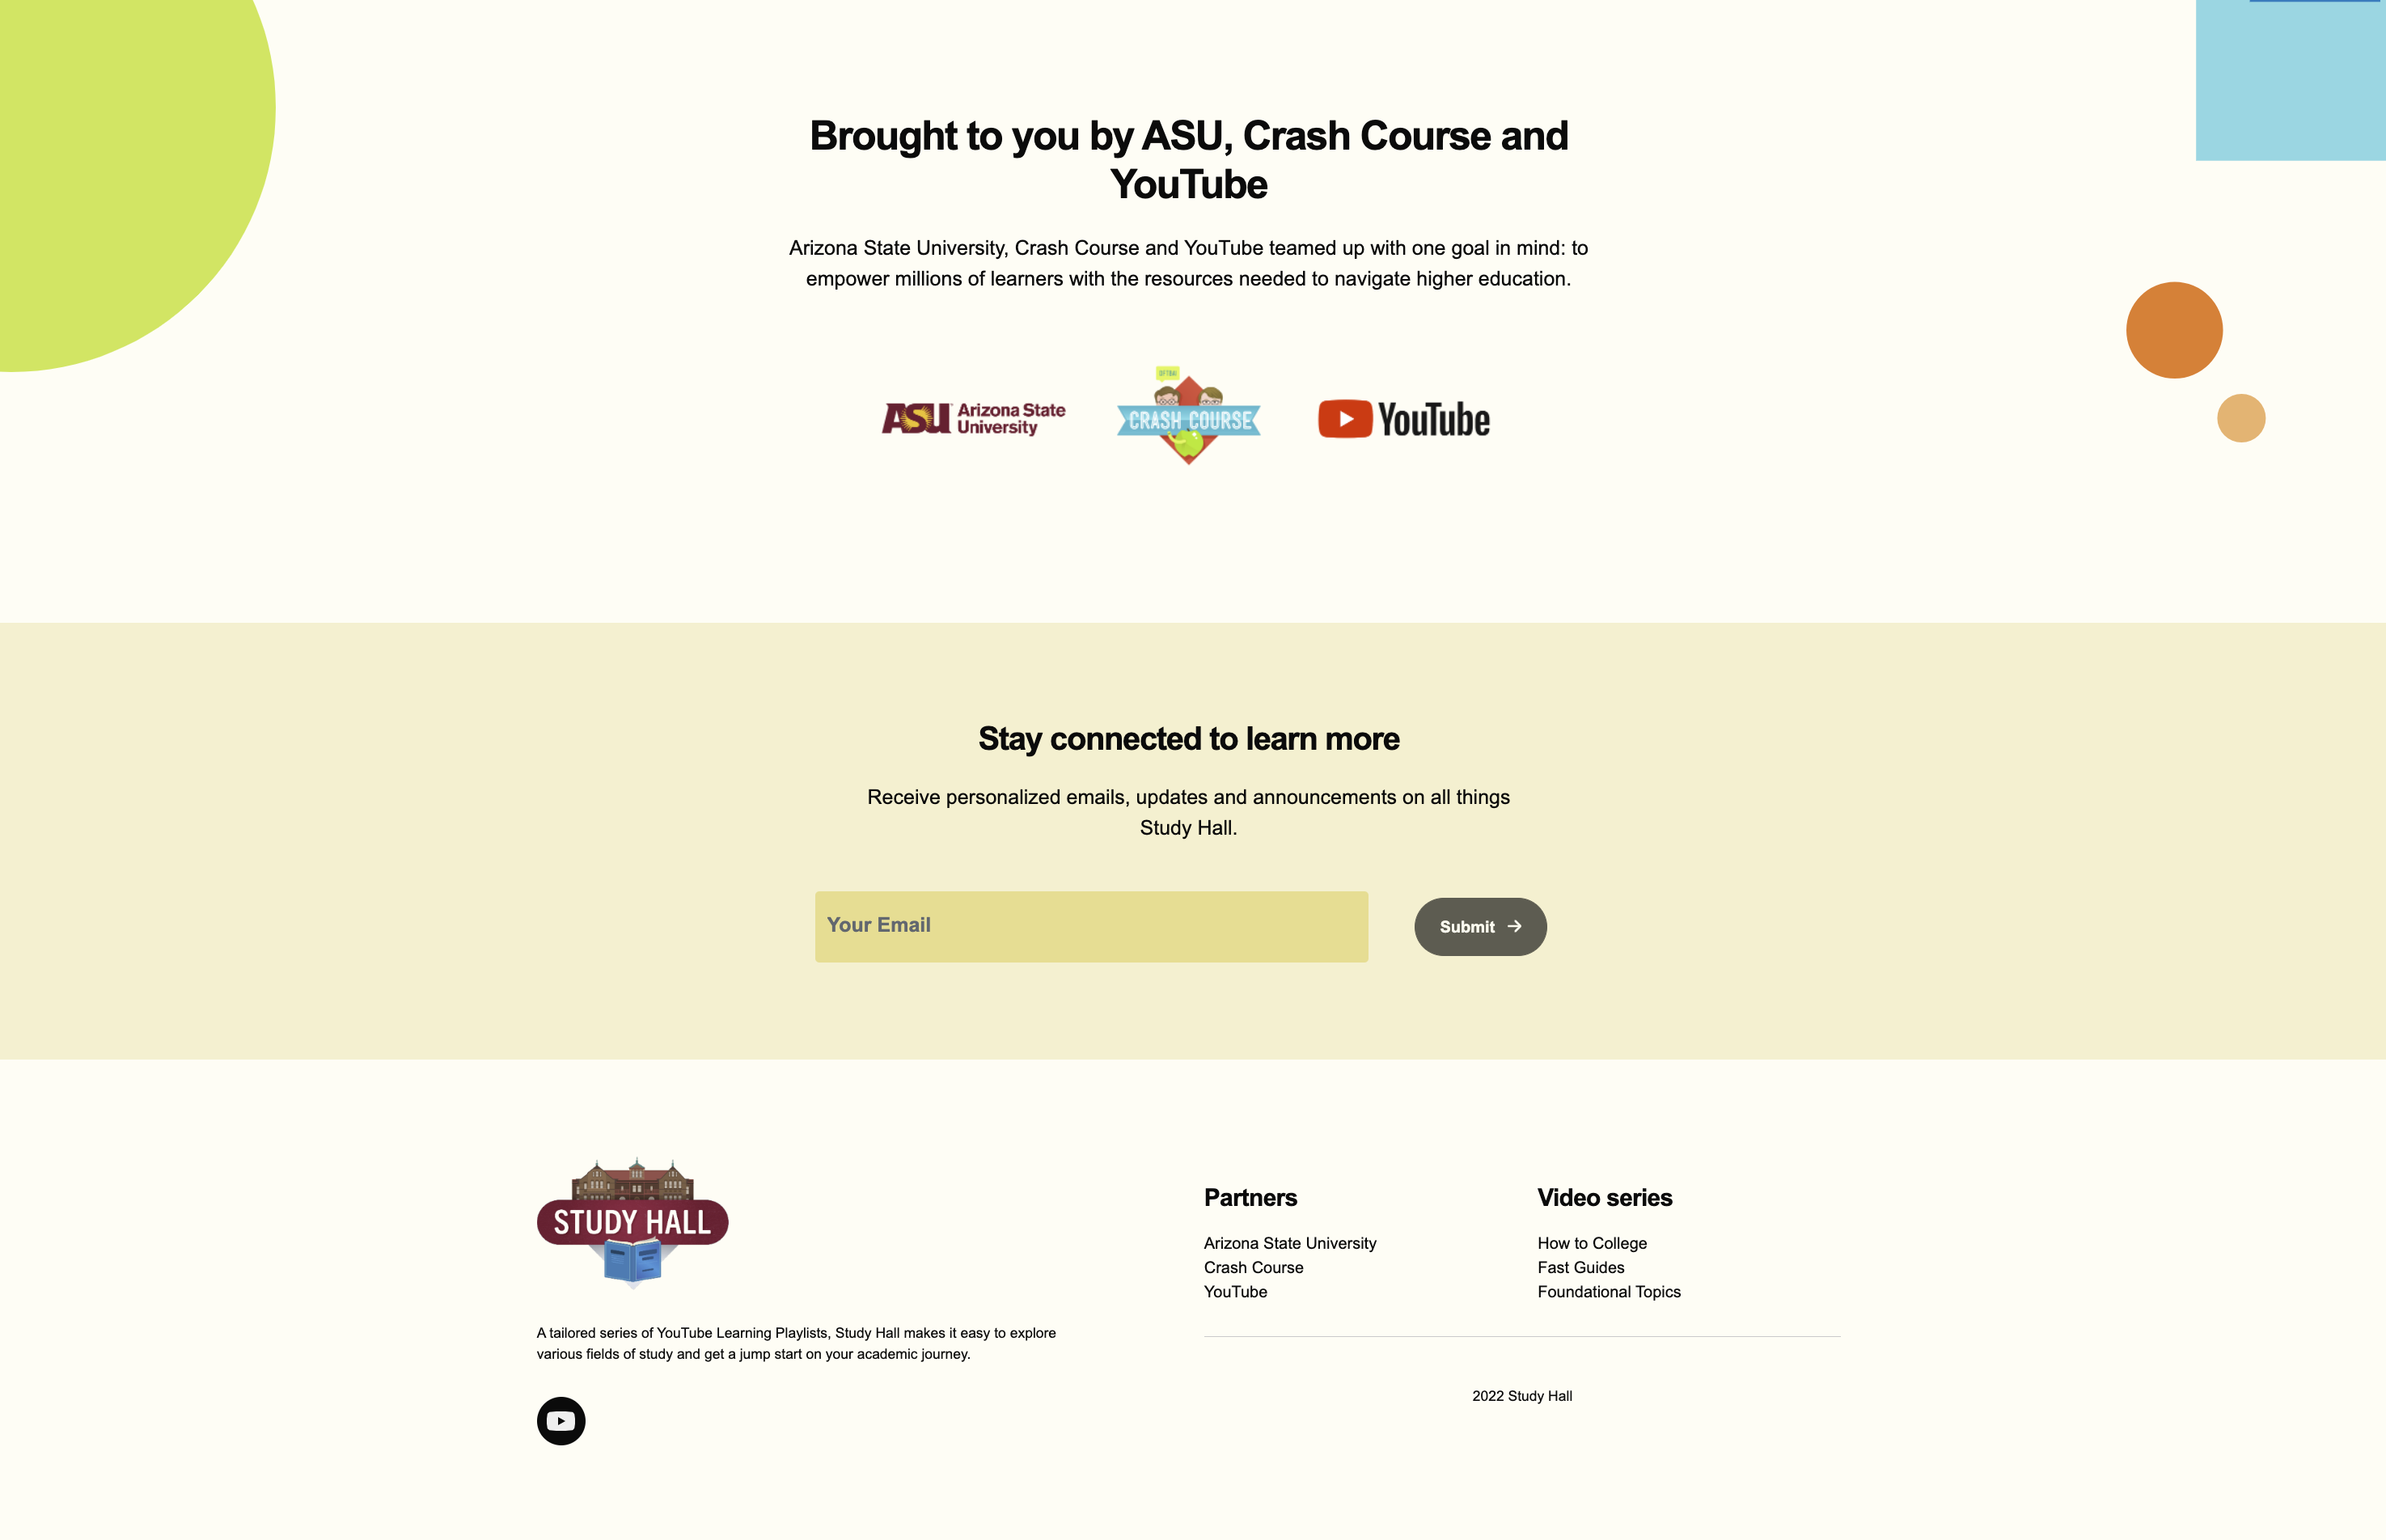 Brought to you by ASU, Crash Course and
YouTube
Arizona State University, Crash Course and YouTube teamed up with one goal in mind: to
empower millions of learners with the resources needed to navigate higher education.
ASU Arizona State
University
DFTBA!
CRASH COURSE
YouTube
Stay connected to learn more
Receive personalized emails, updates and announcements on all things
Study Hall.
Your Email
Submit
STUDY HALL
Partners
Arizona State University
Crash Course
YouTube
Video series
How to College
Fast Guides
Foundational Topics
A tailored series of YouTube Learning Playlists, Study Hall makes it easy to explore
various fields of study and get a jump start on your academic journey.
2022 Study Hall